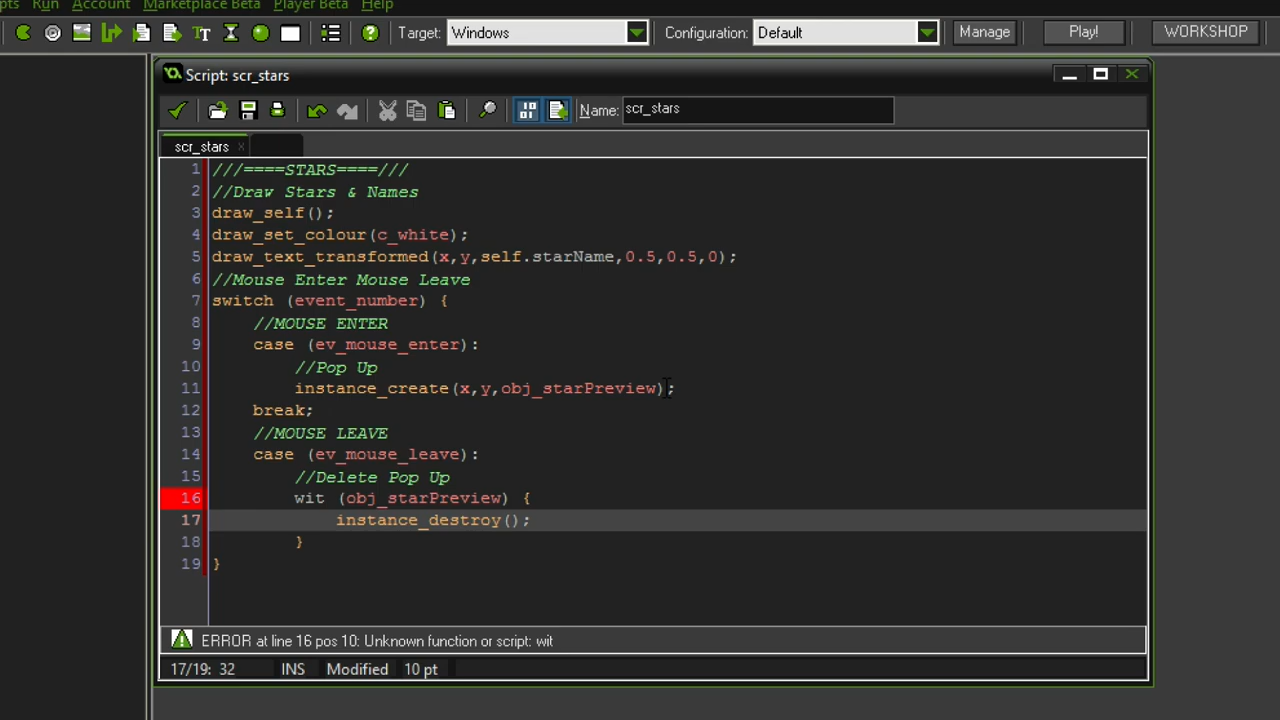 pts Run Account Marketplace Beta Player Beta Help
Target: Windows Configuration: Default Manage Play! WORKSHOP
Script: scr_stars
Name: scr_stars
scr_stars x
1 ///====STARS====///
2 //Draw Stars & Names
3 draw_self();
4 draw_set_colour(c_white);
5 draw_text_transformed(x,y,self.starName,0.5,0.5,0);
6 //Mouse Enter Mouse Leave
7 switch (event_number) {
8 //MOUSE ENTER
9 case (ev_mouse_enter):
10 //Pop Up
11 instance_create(x,y,obj_starPreview);
12 break;
13 //MOUSE LEAVE
14 case (ev_mouse_leave):
15 //Delete Pop Up
16 wit (obj_starPreview) {
17 instance_destroy();
18 }
19 }
ERROR at line 16 pos 10: Unknown function or script: wit
17/19: 32 INS Modified 10 pt